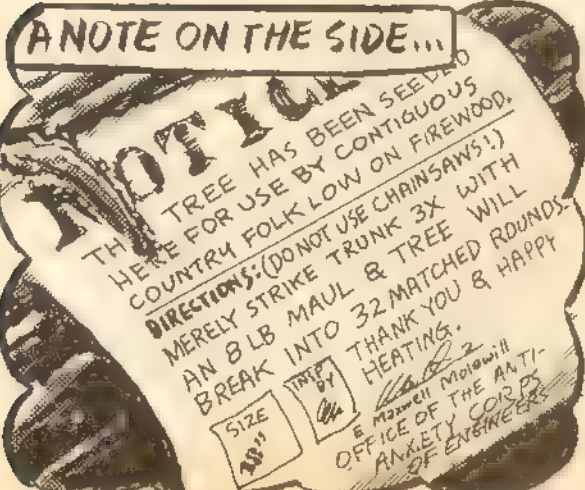 A NOTE ON THE SIDE...
NOTICE
THIS TREE HAS BEEN SEEDED
HERE FOR USE BY CONTIGUOUS
COUNTRY FOLK LOW ON FIREWOOD.
DIRECTIONS: (DO NOT USE CHAINSAWS!)
MERELY STRIKE TRUNK 3X WITH
AN 8 LB MAUL & TREE WILL
BREAK INTO 32 MATCHED ROUNDS.
THANK YOU & HAPPY
HEATING.
SIZE
INSP
BY
E Maxwell Molowill
OFFICE OF THE ANTI-
ANXIETY CORPS
OF ENGINEERS